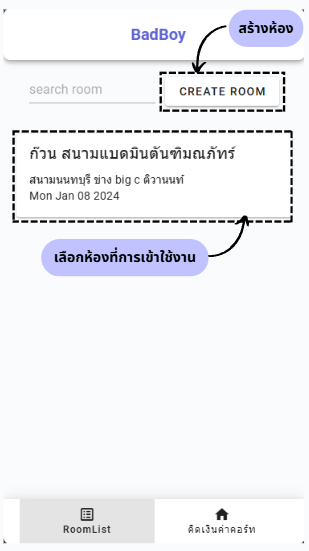 BadBoy
สร้างห้อง
search room
CREATE ROOM
ก๊วน สนามแบดมินตันฑิมณภัทร์
สนามนนทบุรี ข่าง big c ติวานนท์
Mon Jan 08 2024
เลือกห้องที่การเข้าใช้งาน
RoomList
คิดเงินค่าคอร์ท